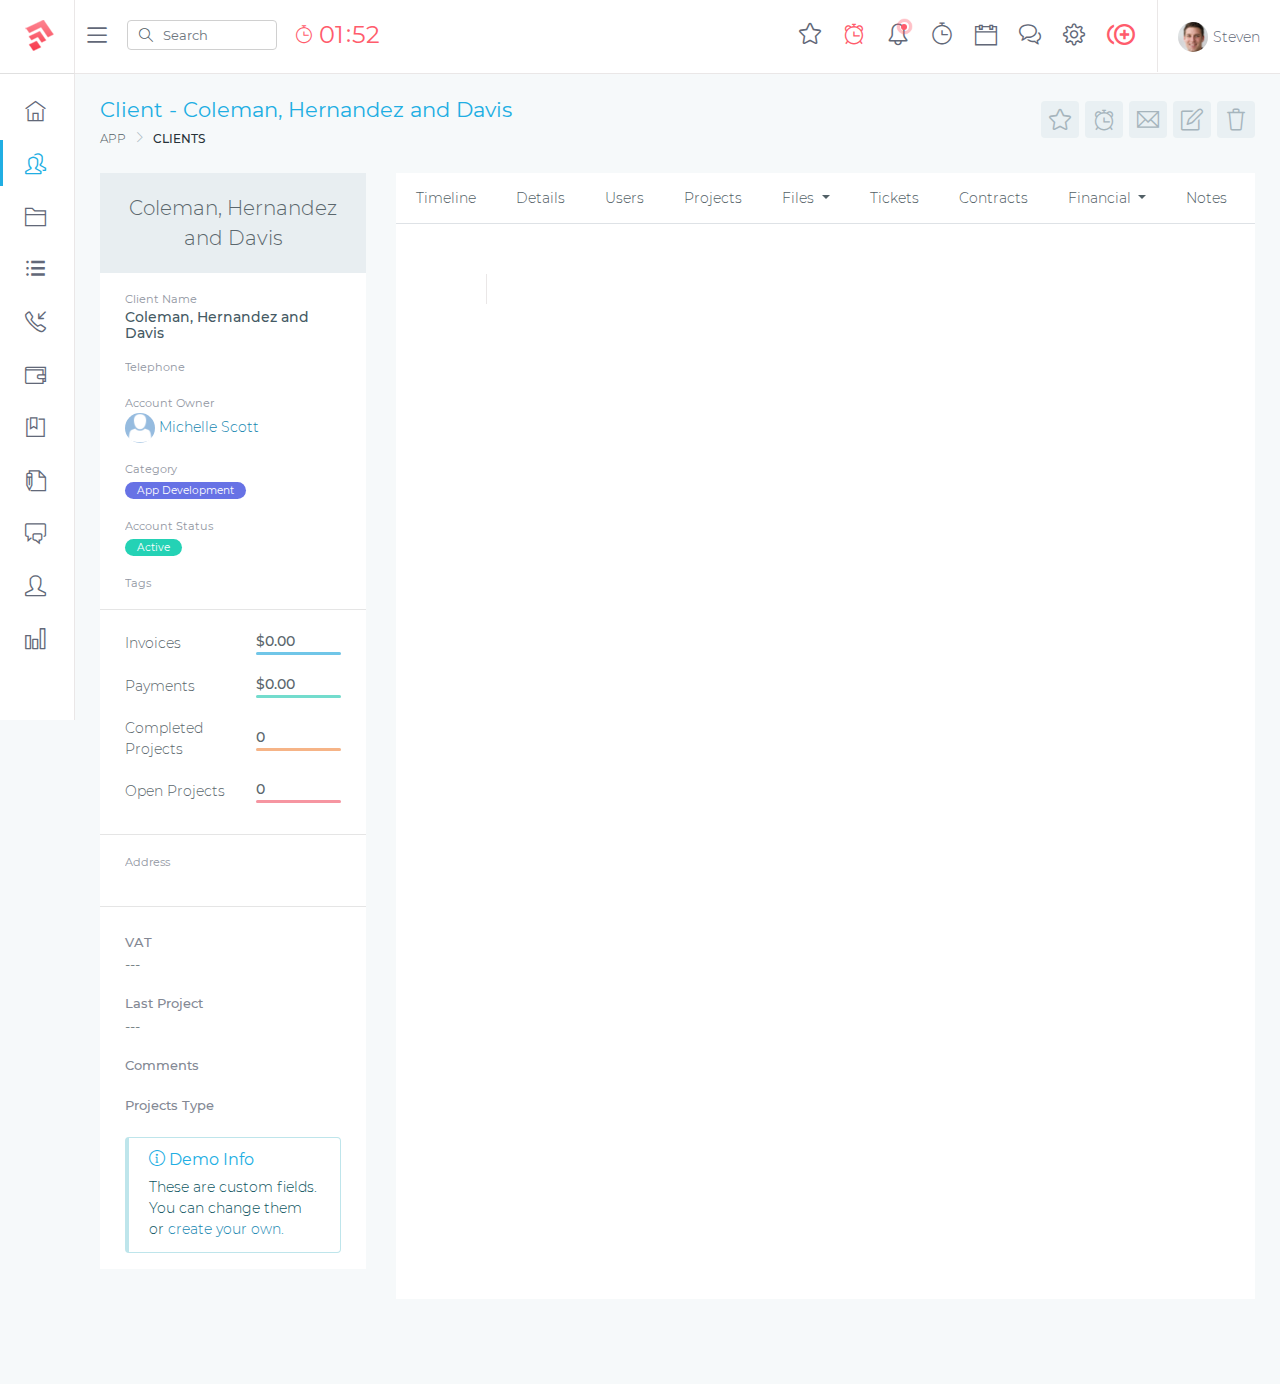 Search
01:52
Steven
Client - Coleman, Hernandez and Davis
APP
CLIENTS
Coleman, Hernandez
and Davis
Client Name
Coleman, Hernandez and
Davis
Telephone
Account Owner
Michelle Scott
Category
App Development
Account Status
Active
Tags
Invoices
$0.00
Payments
$0.00
Completed
Projects
0
Open Projects
0
Address
VAT
---
Last Project
---
Comments
Projects Type
Demo Info
These are custom fields.
You can change them
or create your own.
Timeline
Details
Users
Projects
Files
Tickets
Contracts
Financial
Notes